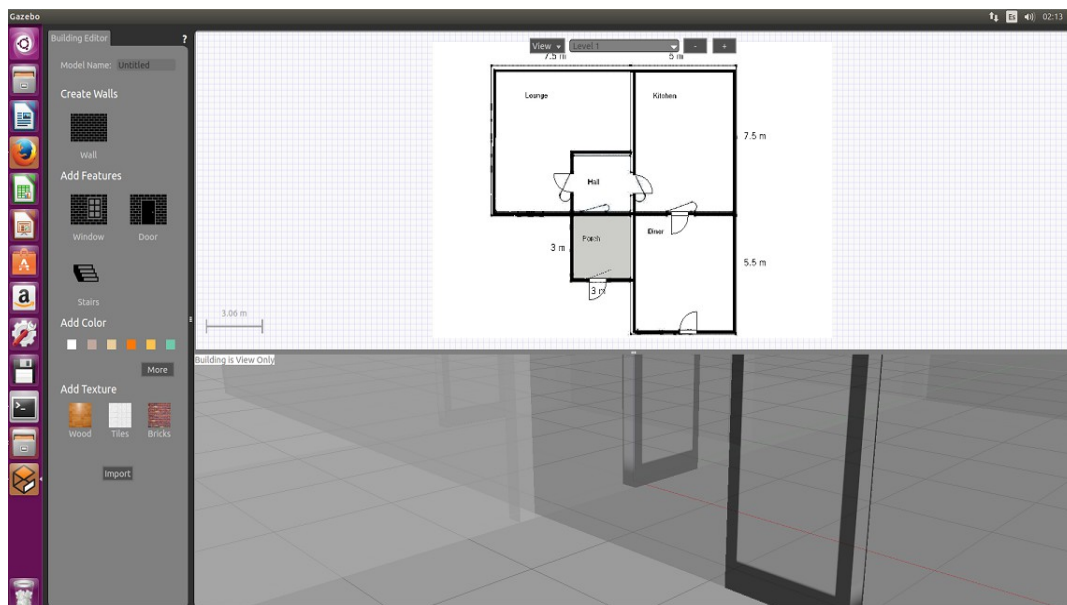 Gazebo
Es
02:13
Building Editor
?
Model Name: Untitled
Create Walls
Wall
Add Features
Window Door
Stairs
Add Color
More
Add Texture
Wood Tiles Bricks
Import
View Level 1 - +
7.5 m 5 m
Lounge Kitchen
7.5 m
Hall
Porch Diner
3 m
5.5 m
3 m
3.06 m
Building is View Only